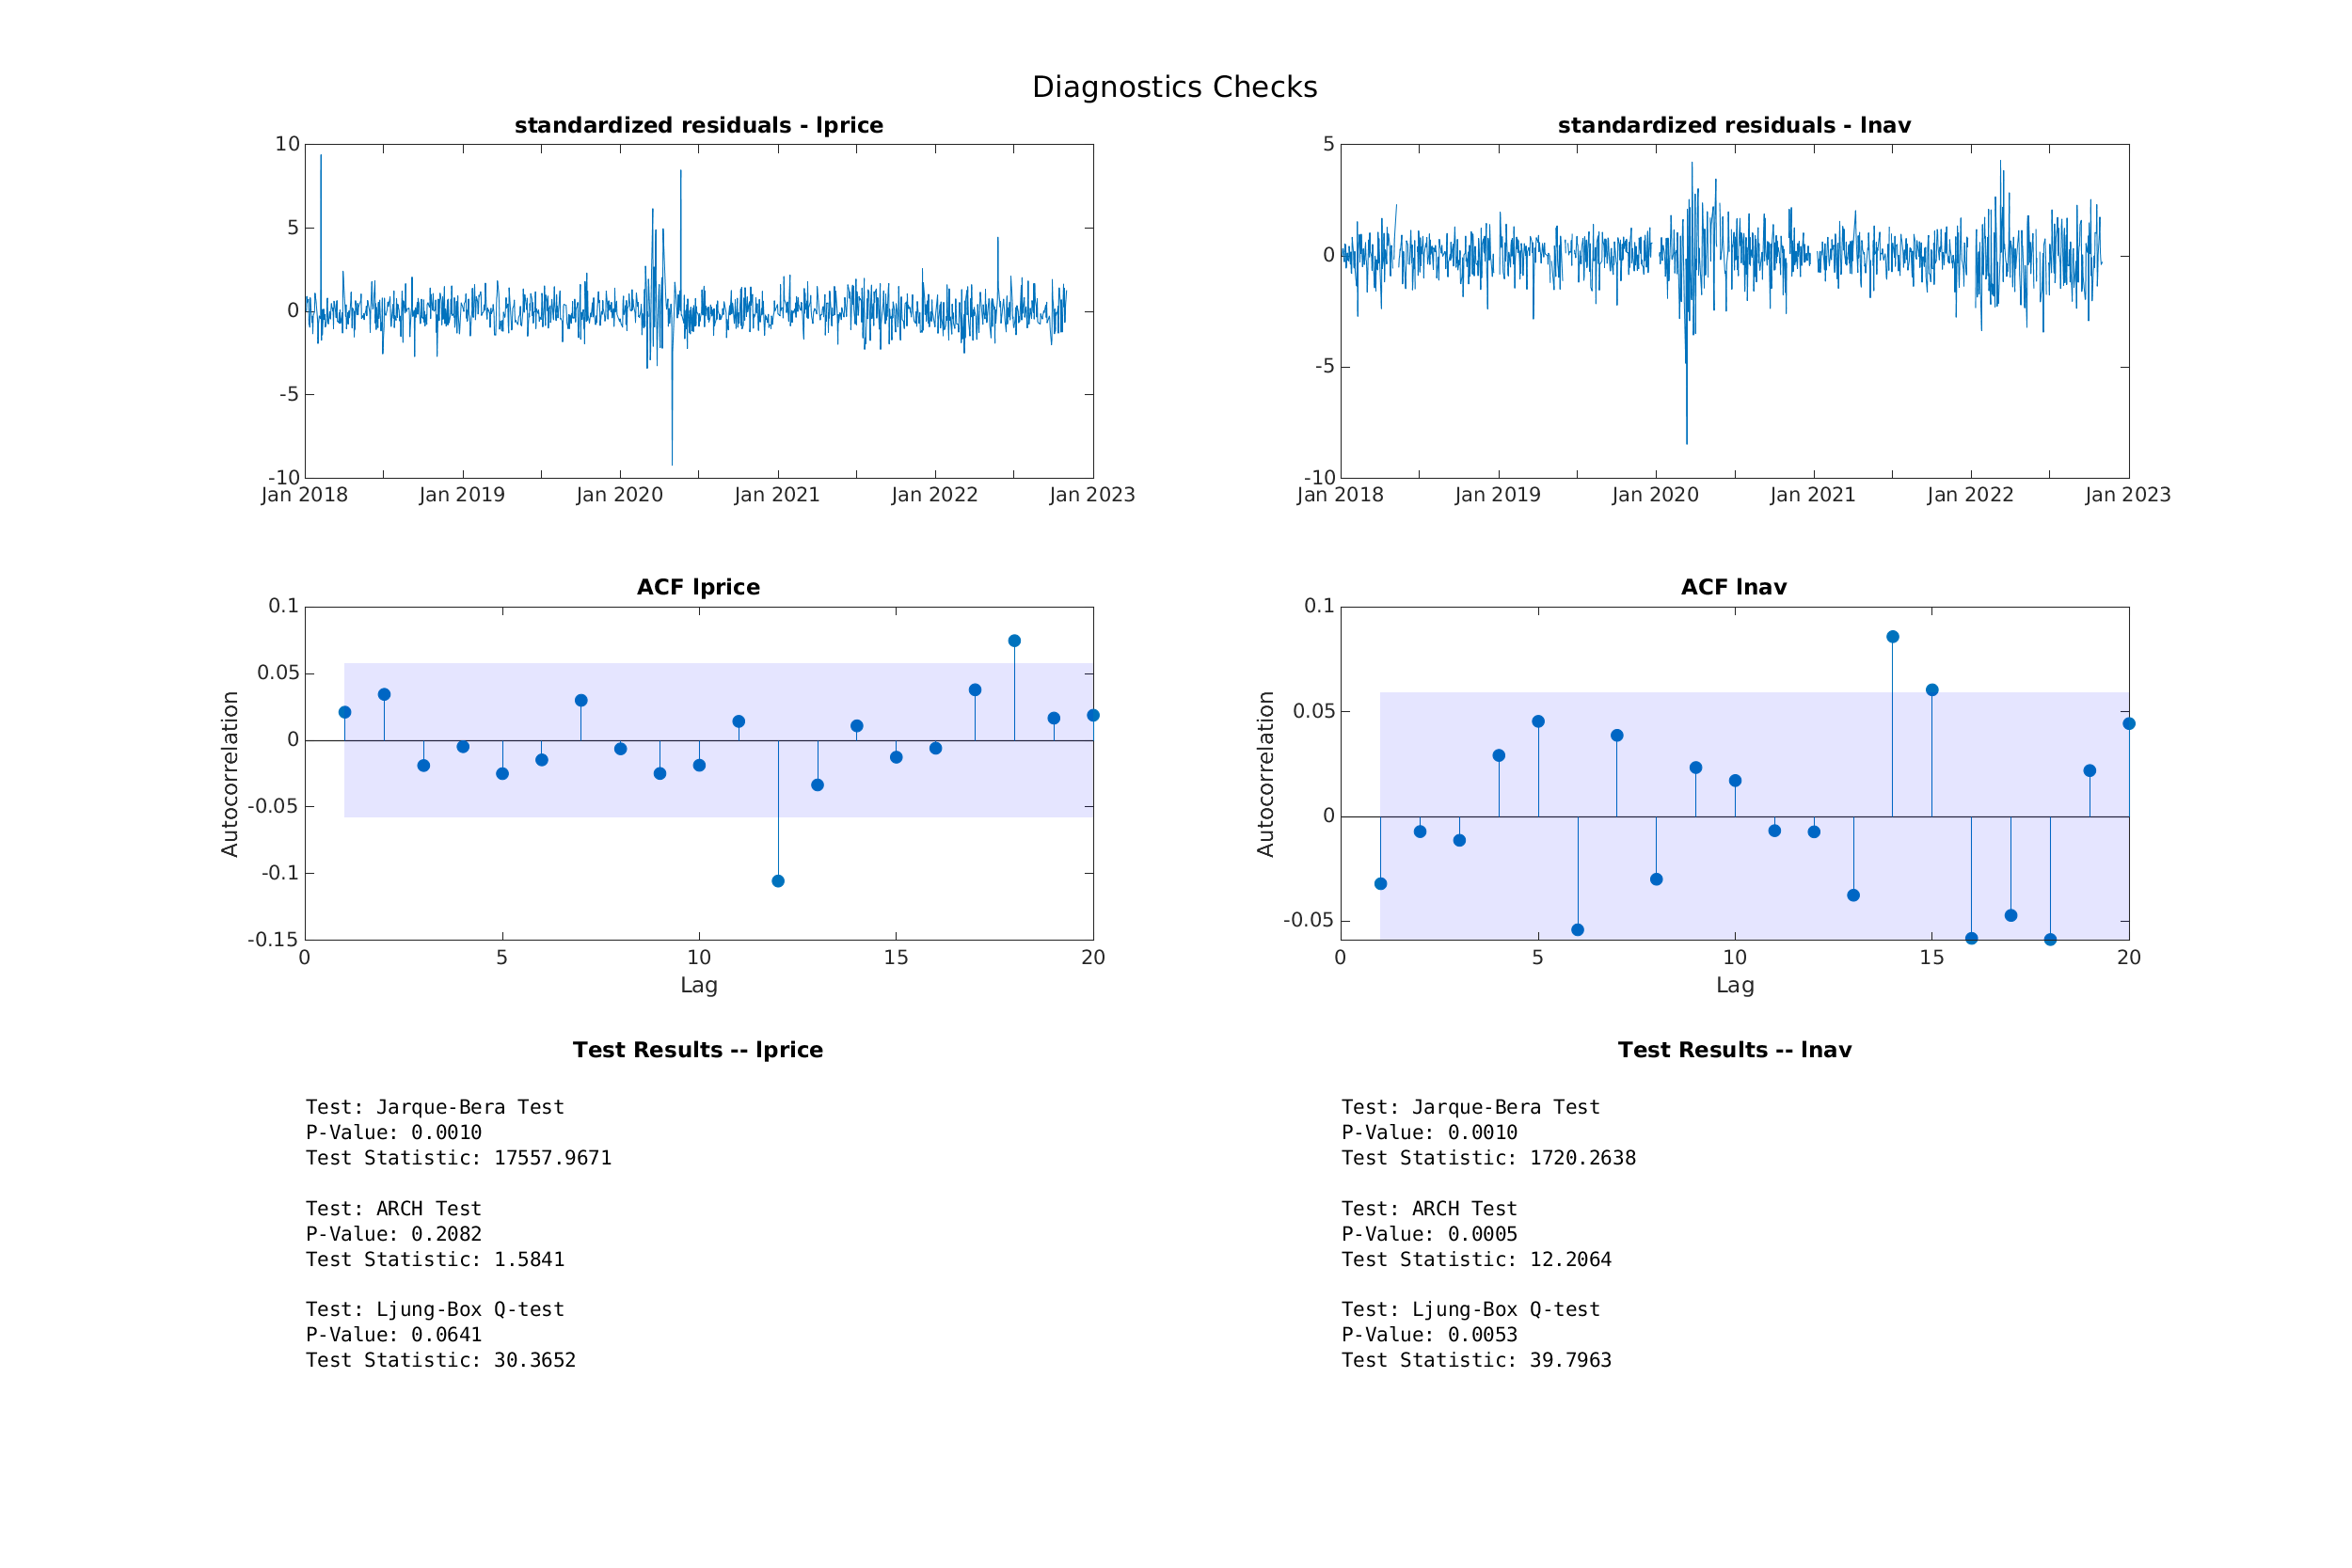 Diagnostics Checks
standardized residuals - lprice
10
5
0
-5
-10
Jan 2018 Jan 2019 Jan 2020 Jan 2021 Jan 2022 Jan 2023
standardized residuals - lnav
5
0
-5
-10
Jan 2018 Jan 2019 Jan 2020 Jan 2021 Jan 2022 Jan 2023
ACF lprice
Autocorrelation
0.1
0.05
0
-0.05
-0.1
-0.15
0 5 10 15 20
Lag
ACF lnav
Autocorrelation
0.1
0.05
0
-0.05
0 5 10 15 20
Lag
Test Results -- lprice
Test: Jarque-Bera Test
P-Value: 0.0010
Test Statistic: 17557.9671
Test: ARCH Test
P-Value: 0.2082
Test Statistic: 1.5841
Test: Ljung-Box Q-test
P-Value: 0.0641
Test Statistic: 30.3652
Test Results -- lnav
Test: Jarque-Bera Test
P-Value: 0.0010
Test Statistic: 1720.2638
Test: ARCH Test
P-Value: 0.0005
Test Statistic: 12.2064
Test: Ljung-Box Q-test
P-Value: 0.0053
Test Statistic: 39.7963